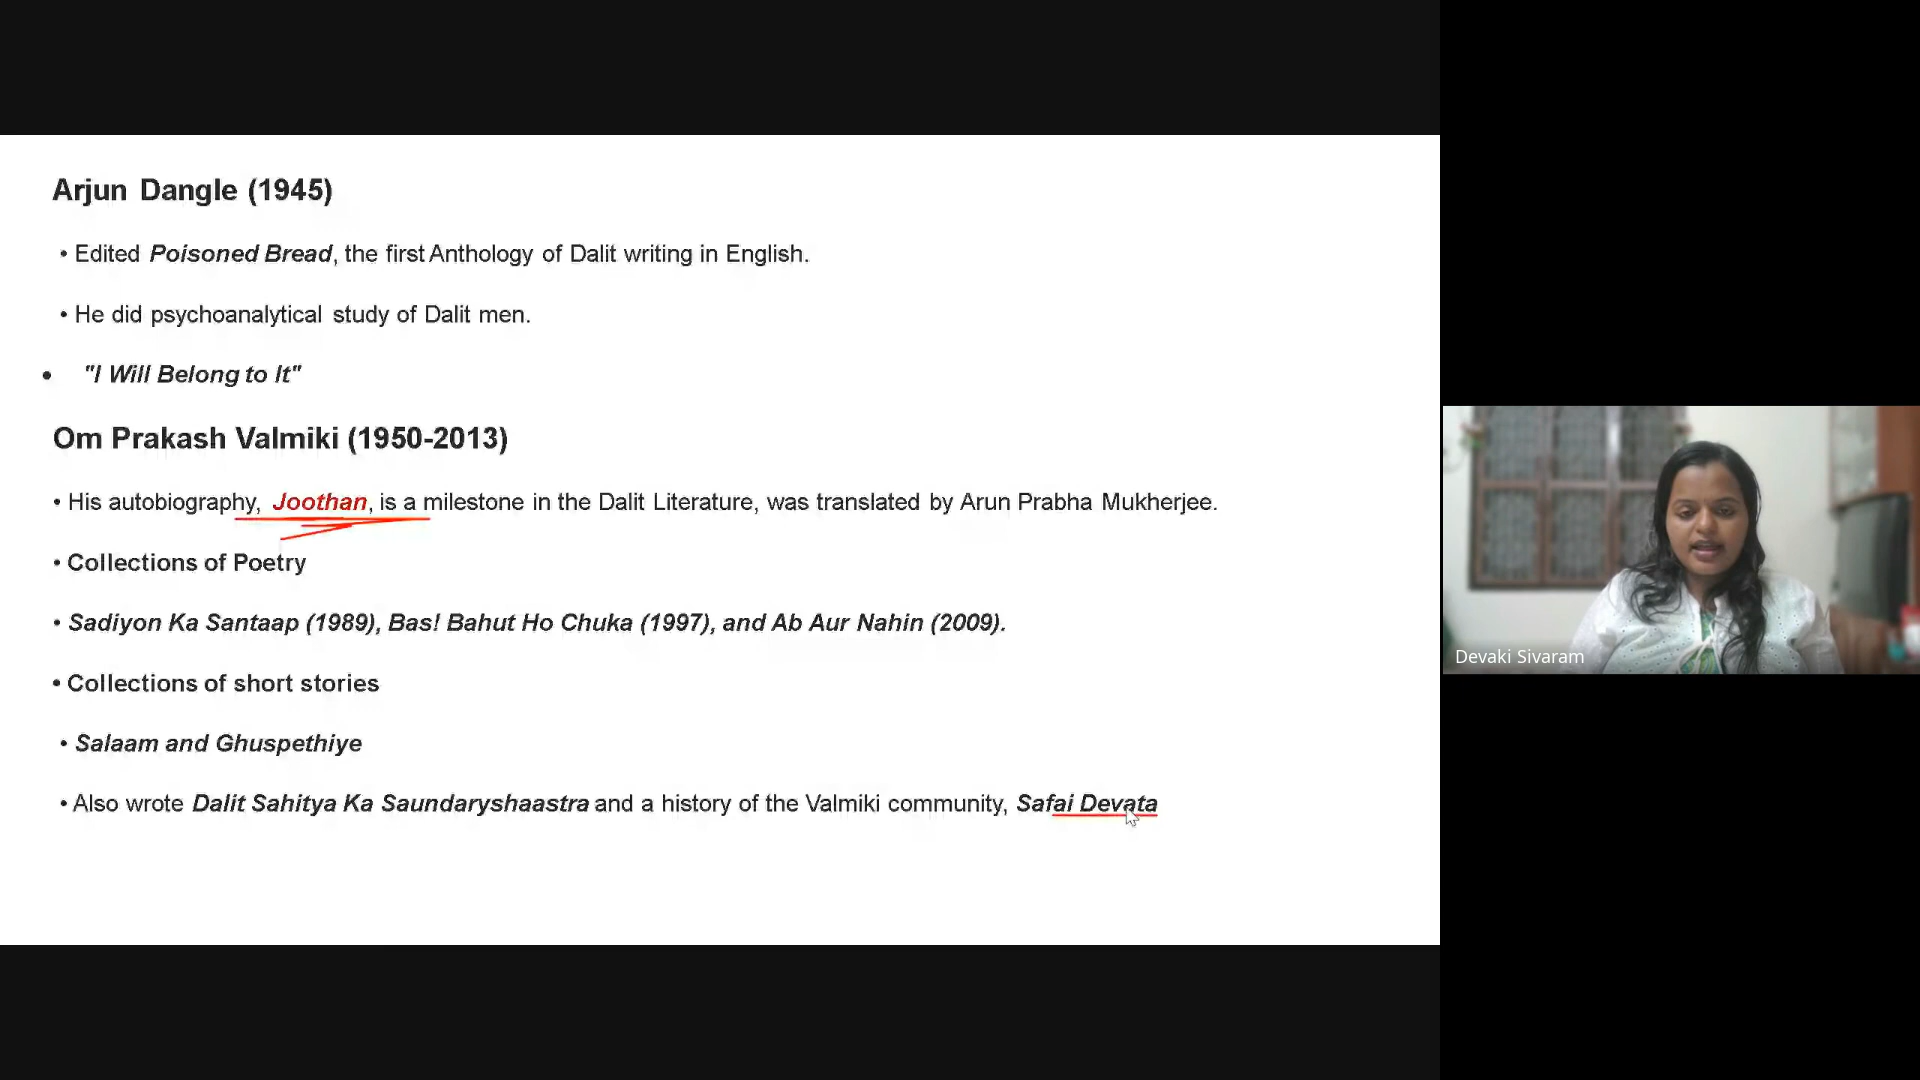 Arjun Dangle (1945)
• Edited Poisoned Bread, the first Anthology of Dalit writing in English.
• He did psychoanalytical study of Dalit men.
• "I Will Belong to It"
Om Prakash Valmiki (1950-2013)
• His autobiography, Joothan, is a milestone in the Dalit Literature, was translated by Arun Prabha Mukherjee.
• Collections of Poetry
• Sadiyon Ka Santaap (1989), Bas! Bahut Ho Chuka (1997), and Ab Aur Nahin (2009).
• Collections of short stories
• Salaam and Ghuspethiye
• Also wrote Dalit Sahitya Ka Saundaryshaastra and a history of the Valmiki community, Safai Devata
Devaki Sivaram